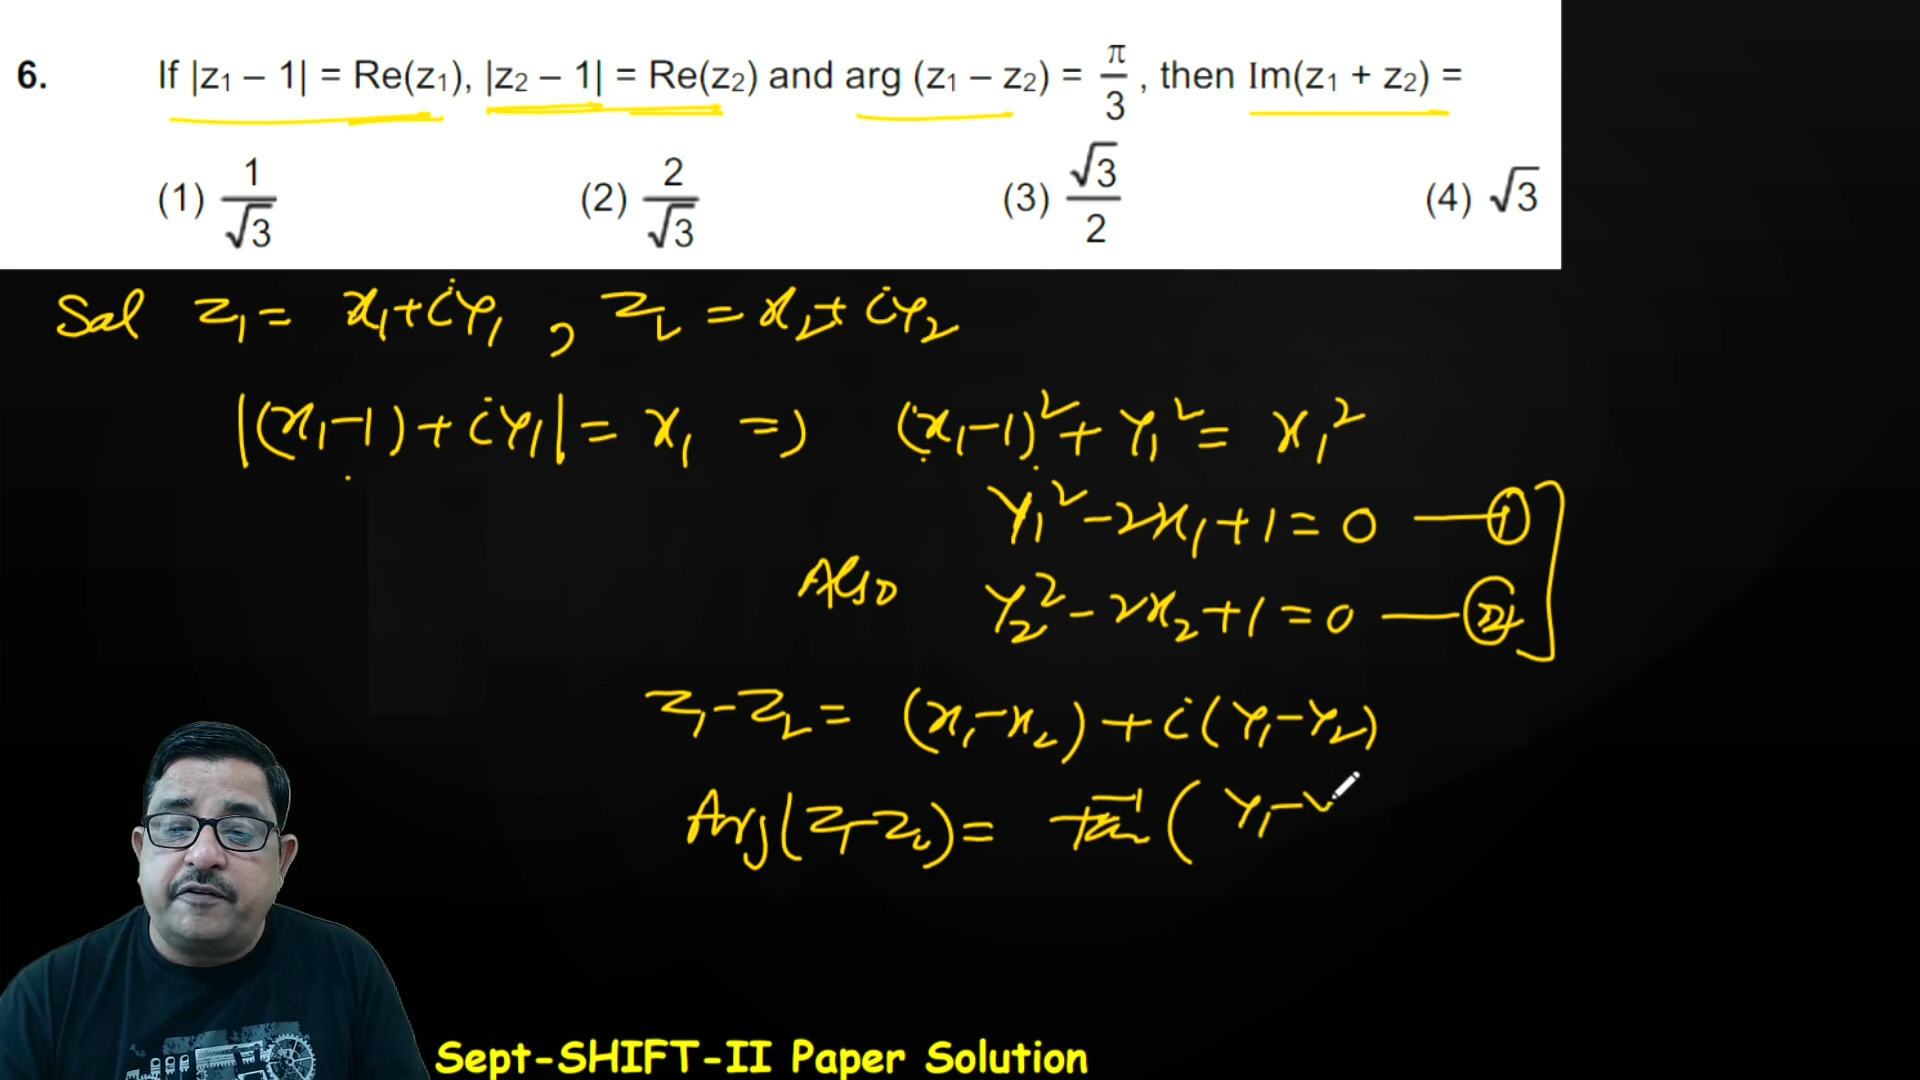 6. If |z₁ – 1| = Re(z₁), |z₂ – 1| = Re(z₂) and arg (z₁ – z₂) = π/3, then Im(z₁ + z₂) =
(1) 1/√3 (2) 2/√3 (3) √3/2 (4) √3
Sol z₁ = x₁+iy₁, z₂ = x₂+iy₂
|(x₁-1)+iy₁| = x₁ => (x₁-1)²+y₁² = x₁²
y₁²-2x₁+1=0 —①
Also y₂²-2x₂+1=0 —②
z₁-z₂ = (x₁-x₂)+i(y₁-y₂)
Arg(z₁-z₂) = tan⁻¹(y₁-
Sept-SHIFT-II Paper Solution